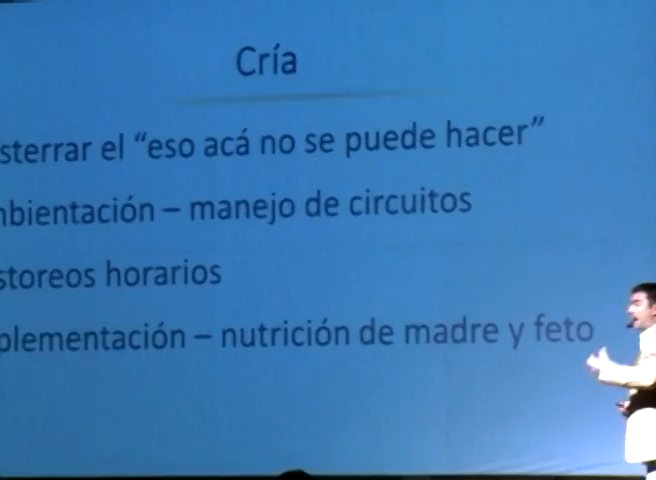 Cría
sterrar el “eso acá no se puede hacer”
mbientación – manejo de circuitos
storeos horarios
plementación – nutrición de madre y feto